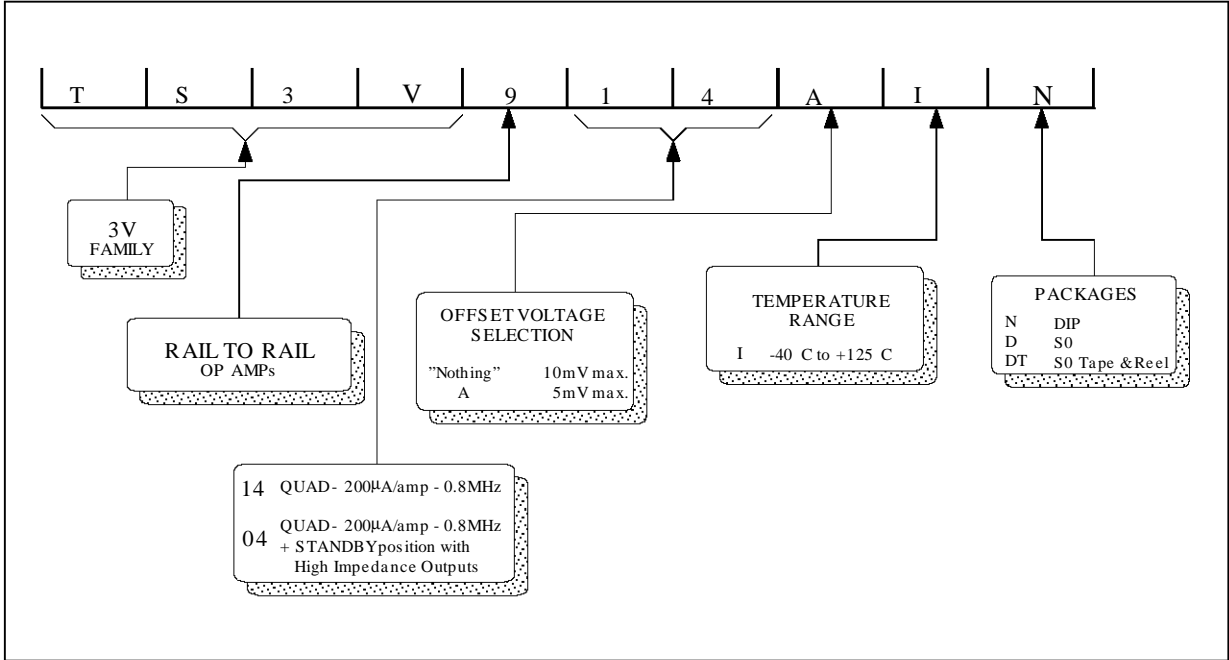 T S 3 V 9 1 4 A I N
3V
FAMILY
RAIL TO RAIL
OP AMPs
14 QUAD - 200µA/amp - 0.8MHz
04 QUAD - 200µA/amp - 0.8MHz
+ STANDBY position with
High Impedance Outputs
OFFSET VOLTAGE
SELECTION
"Nothing" 10mV max.
A 5mV max.
TEMPERATURE
RANGE
I -40 C to +125 C
PACKAGES
N DIP
D S0
DT S0 Tape & Reel